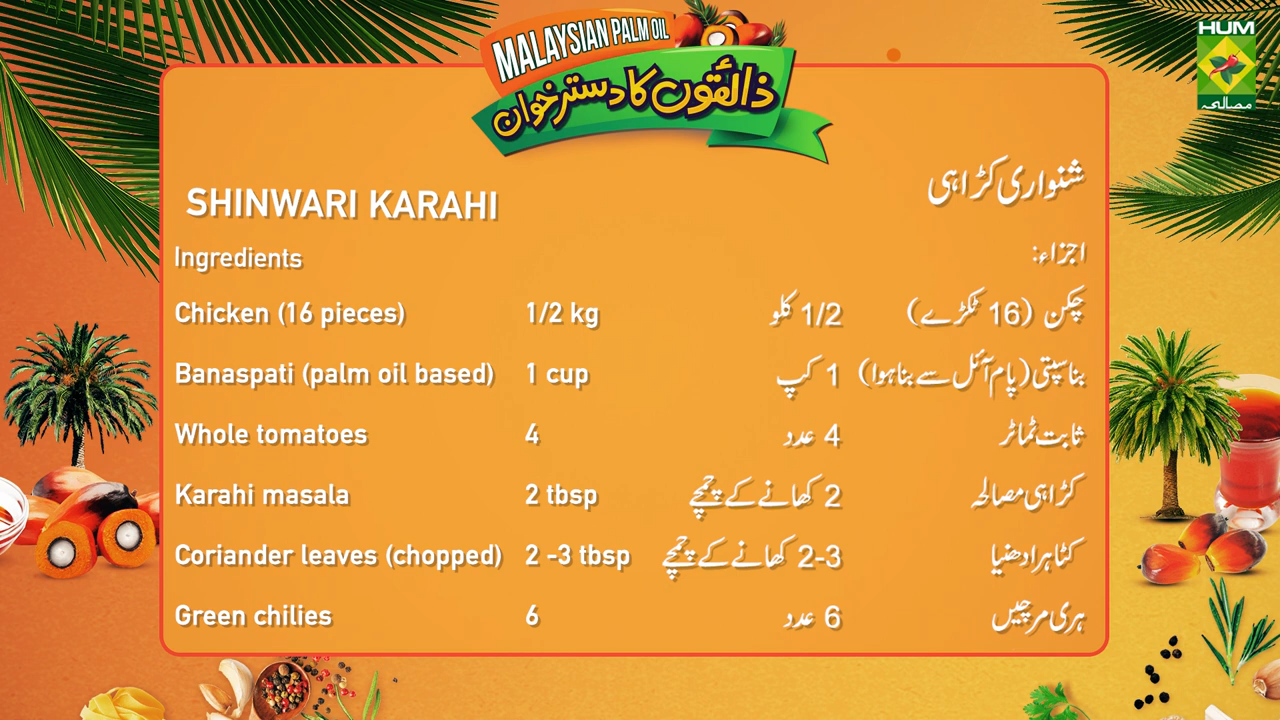 MALAYSIAN PALM OIL
ذائقوں کا دسترخوان
HUM
مصالحہ
SHINWARI KARAHI شنواری کڑاہی
Ingredients اجزاء:
Chicken (16 pieces) 1/2 kg 1/2 کلو چکن (16 ٹکڑے)
Banaspati (palm oil based) 1 cup 1 کپ بناسپتی (پام آئل سے بنا ہوا)
Whole tomatoes 4 4 عدد ثابت ٹماٹر
Karahi masala 2 tbsp 2 کھانے کے چمچے کڑاہی مصالحہ
Coriander leaves (chopped) 2 -3 tbsp 2-3 کھانے کے چمچے کٹا ہرا دھنیا
Green chilies 6 6 عدد ہری مرچیں